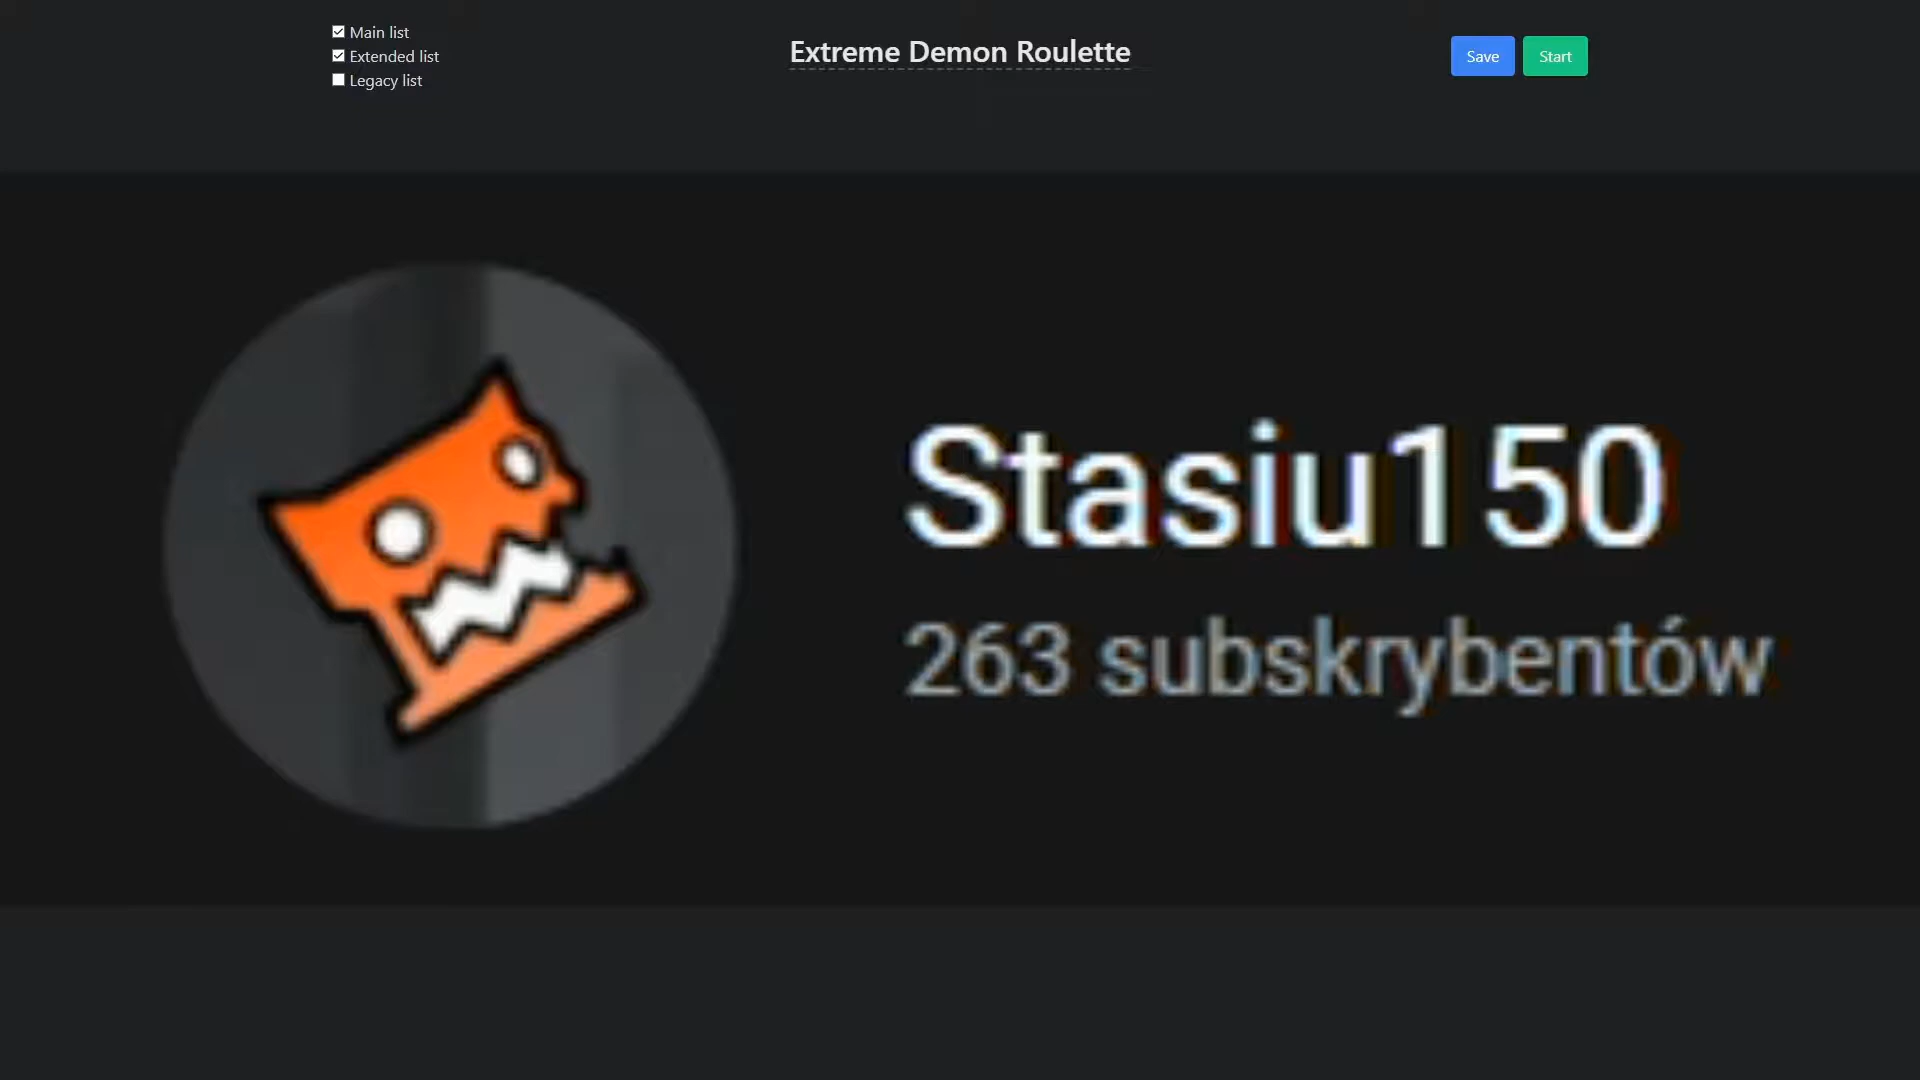 Main list
Extended list
Legacy list
Extreme Demon Roulette
Save
Start
Stasiu150
263 subskrybentów